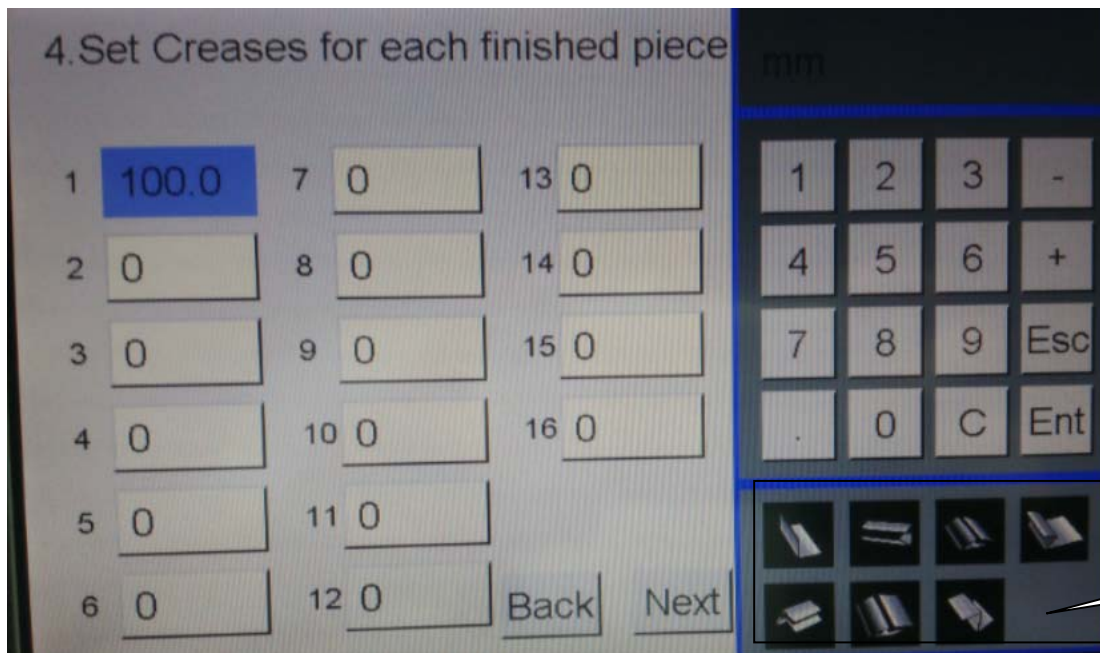 4.Set Creases for each finished piece
mm
1 100.0 7 0 13 0
2 0 8 0 14 0
3 0 9 0 15 0
4 0 10 0 16 0
5 0 11 0
6 0 12 0
Back Next
1 2 3 -
4 5 6 +
7 8 9 Esc
. 0 C Ent